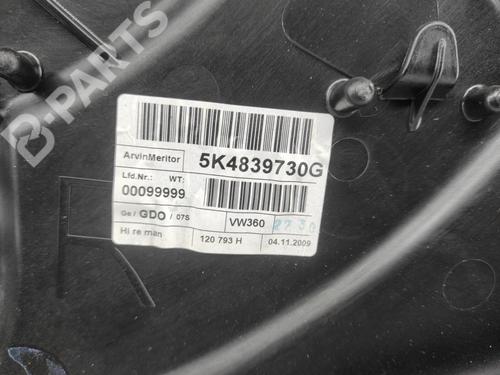 B-PARTS
ArvinMeritor 5K4839730G
Lfd.Nr.: WT:
00099999
Ge / GDO / 07S VW360 2730
Hi re man 120 793 H 04.11.2009